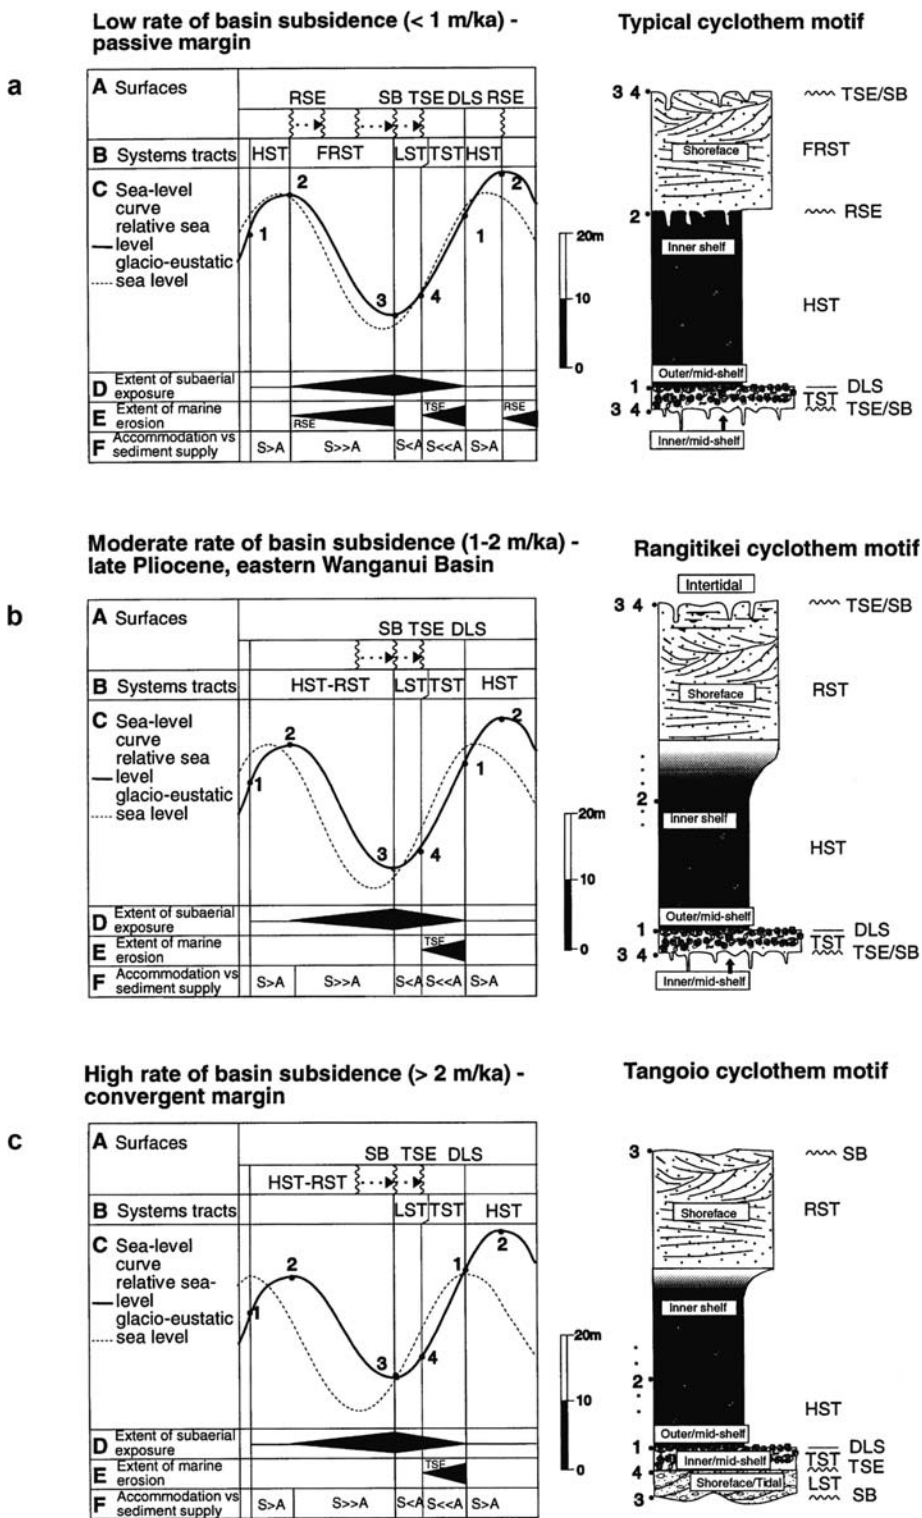 Low rate of basin subsidence (< 1 m/ka) -
passive margin
Typical cyclothem motif
a
A Surfaces
RSE SB TSE DLS RSE
B Systems tracts
HST FRST LST TST HST
C Sea-level
curve
relative sea
level
glacio-eustatic
sea level
1 2 3 4 1 2
20m
10
0
D Extent of subaerial
exposure
E Extent of marine
erosion
RSE TSE RSE
F Accommodation vs
sediment supply
S>A S>>A S<A S<<A S>A
3 4 TSE/SB
Shoreface FRST
2 RSE
Inner shelf
HST
Outer/mid-shelf
1 DLS
TST
3 4 TSE/SB
Inner/mid-shelf
Moderate rate of basin subsidence (1-2 m/ka) -
late Pliocene, eastern Wanganui Basin
Rangitikei cyclothem motif
b
A Surfaces
SB TSE DLS
B Systems tracts
HST-RST LST TST HST
C Sea-level
curve
relative sea
level
glacio-eustatic
sea level
1 2 3 4 1 2
20m
10
0
D Extent of subaerial
exposure
E Extent of marine
erosion
TSE
F Accommodation vs
sediment supply
S>A S>>A S<A S<<A S>A
Intertidal
3 4 TSE/SB
Shoreface RST
2
Inner shelf
HST
Outer/mid-shelf
1 DLS
TST
3 4 TSE/SB
Inner/mid-shelf
High rate of basin subsidence (> 2 m/ka) -
convergent margin
Tangoio cyclothem motif
c
A Surfaces
SB TSE DLS
HST-RST
B Systems tracts
LST TST HST
C Sea-level
curve
relative sea-
level
glacio-eustatic
sea level
1 2 3 4 1 2
20m
10
0
D Extent of subaerial
exposure
E Extent of marine
erosion
TSE
F Accommodation vs
sediment supply
S>A S>>A S<A S<<A S>A
3 SB
Shoreface RST
Inner shelf
2
HST
Outer/mid-shelf
1 DLS
Inner/mid-shelf TST
4 TSE
Shoreface/Tidal LST
3 SB